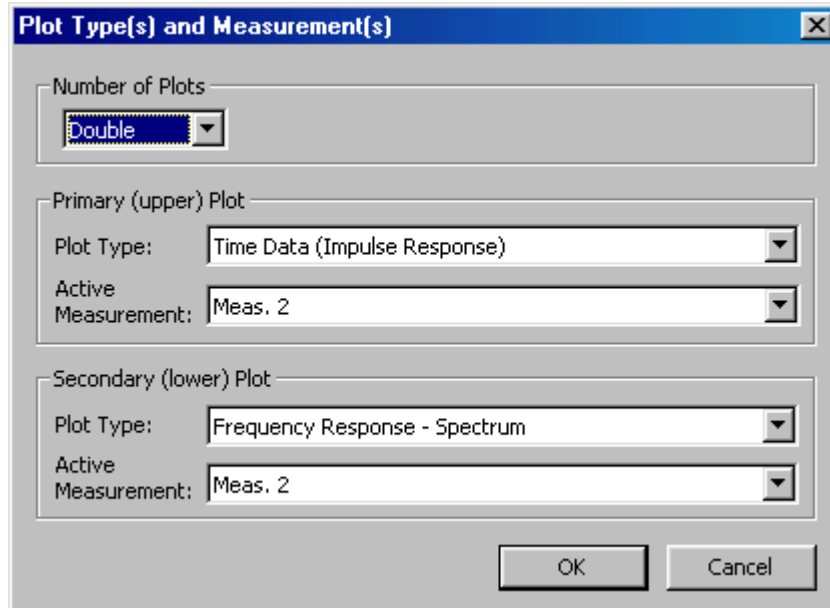 Plot Type(s) and Measurement(s)
Number of Plots
Double
Primary (upper) Plot
Plot Type: Time Data (Impulse Response)
Active
Measurement: Meas. 2
Secondary (lower) Plot
Plot Type: Frequency Response - Spectrum
Active
Measurement: Meas. 2
OK Cancel